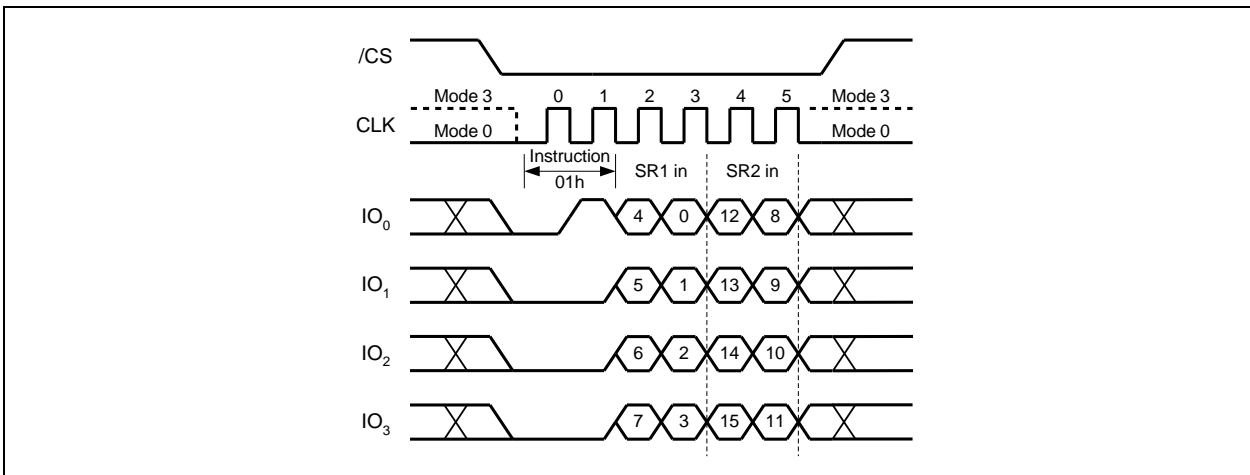 /CS
Mode 3 0 1 2 3 4 5 Mode 3
CLK
Mode 0 Mode 0
Instruction
01h
SR1 in SR2 in
IO0 4 0 12 8
IO1 5 1 13 9
IO2 6 2 14 10
IO3 7 3 15 11